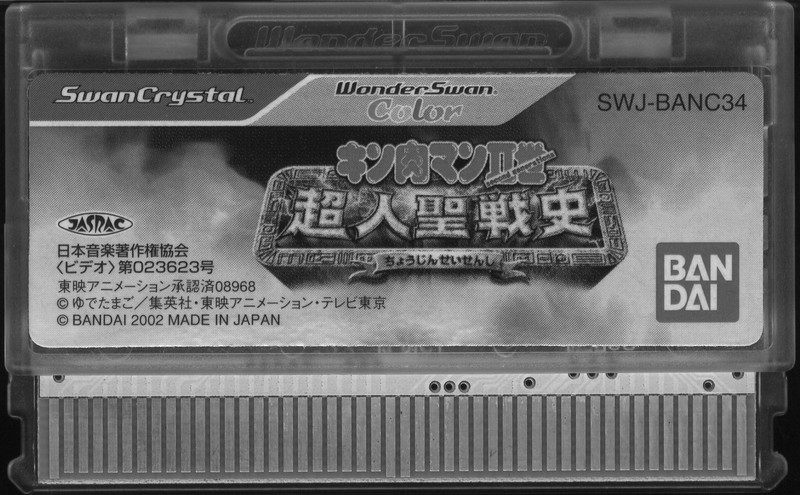 WonderSwan
SwanCrystal™
WonderSwan®
Color
SWJ-BANC34
キン肉マンⅡ世
Second Generations
超人聖戦史
ちょうじんせいせんし
JASRAC
日本音楽著作権協会
〈ビデオ〉第023623号
東映アニメーション承認済08968
©ゆでたまご／集英社・東映アニメーション・テレビ東京
© BANDAI 2002 MADE IN JAPAN
BAN
DAI